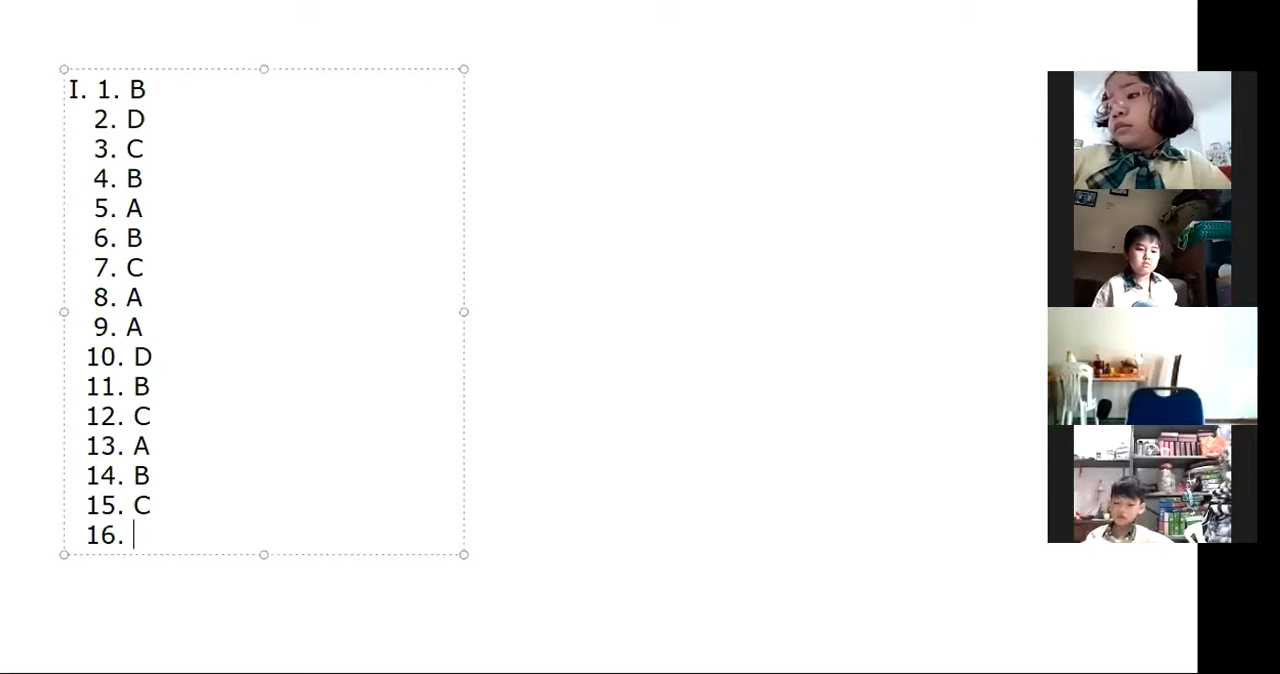 I. 1. B
2. D
3. C
4. B
5. A
6. B
7. C
8. A
9. A
10. D
11. B
12. C
13. A
14. B
15. C
16.